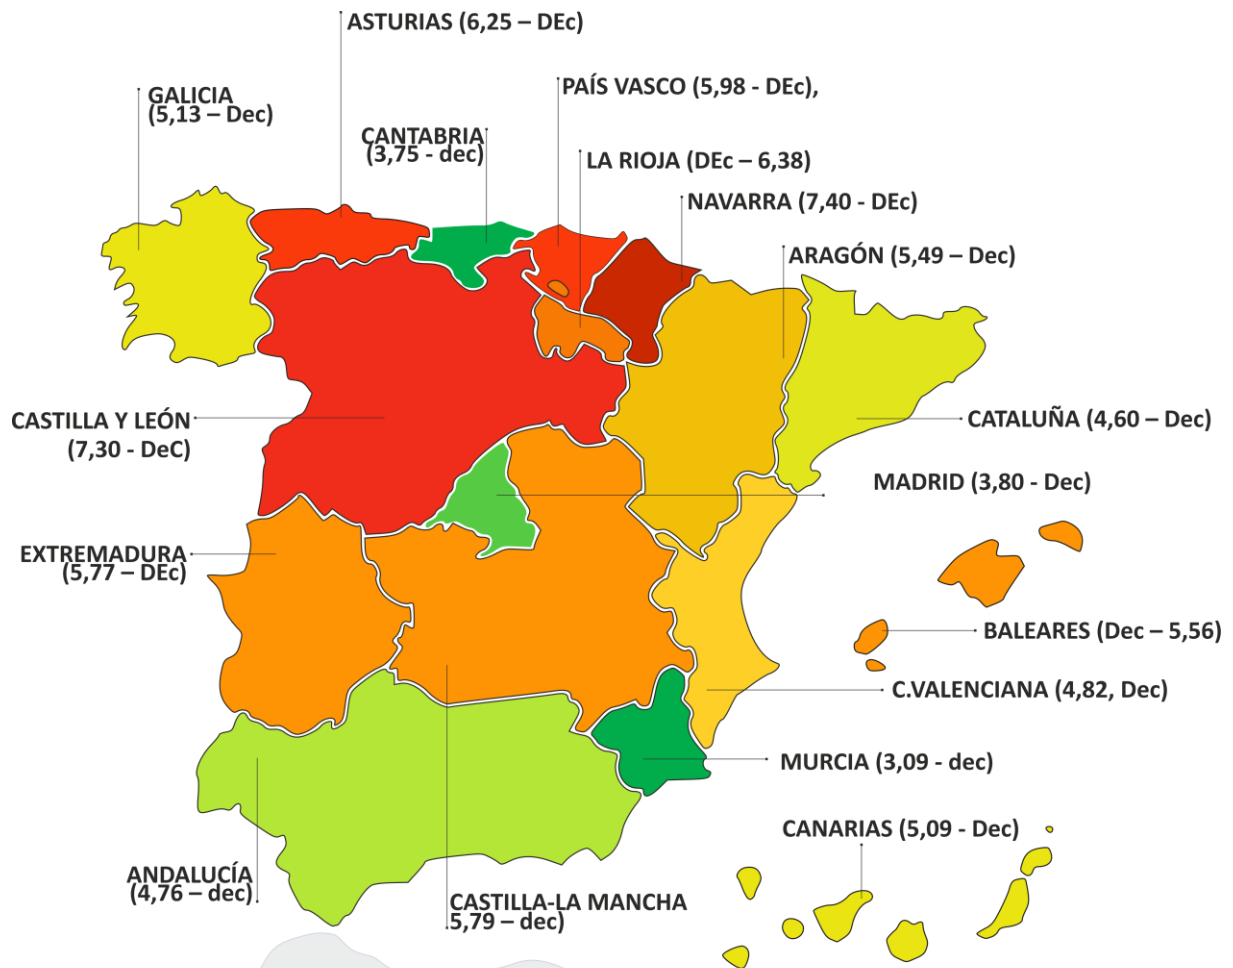 ASTURIAS (6,25 – DEc)
PAÍS VASCO (5,98 - DEc),
GALICIA
(5,13 – Dec)
CANTABRIA
(3,75 - dec)
LA RIOJA (DEc – 6,38)
NAVARRA (7,40 - DEc)
ARAGÓN (5,49 – Dec)
CASTILLA Y LEÓN
(7,30 - DeC)
CATALUÑA (4,60 – Dec)
MADRID (3,80 - Dec)
EXTREMADURA
(5,77 – DEc)
BALEARES (Dec – 5,56)
C.VALENCIANA (4,82, Dec)
MURCIA (3,09 - dec)
CANARIAS (5,09 - Dec)
ANDALUCÍA
(4,76 – dec)
CASTILLA-LA MANCHA
5,79 – dec)